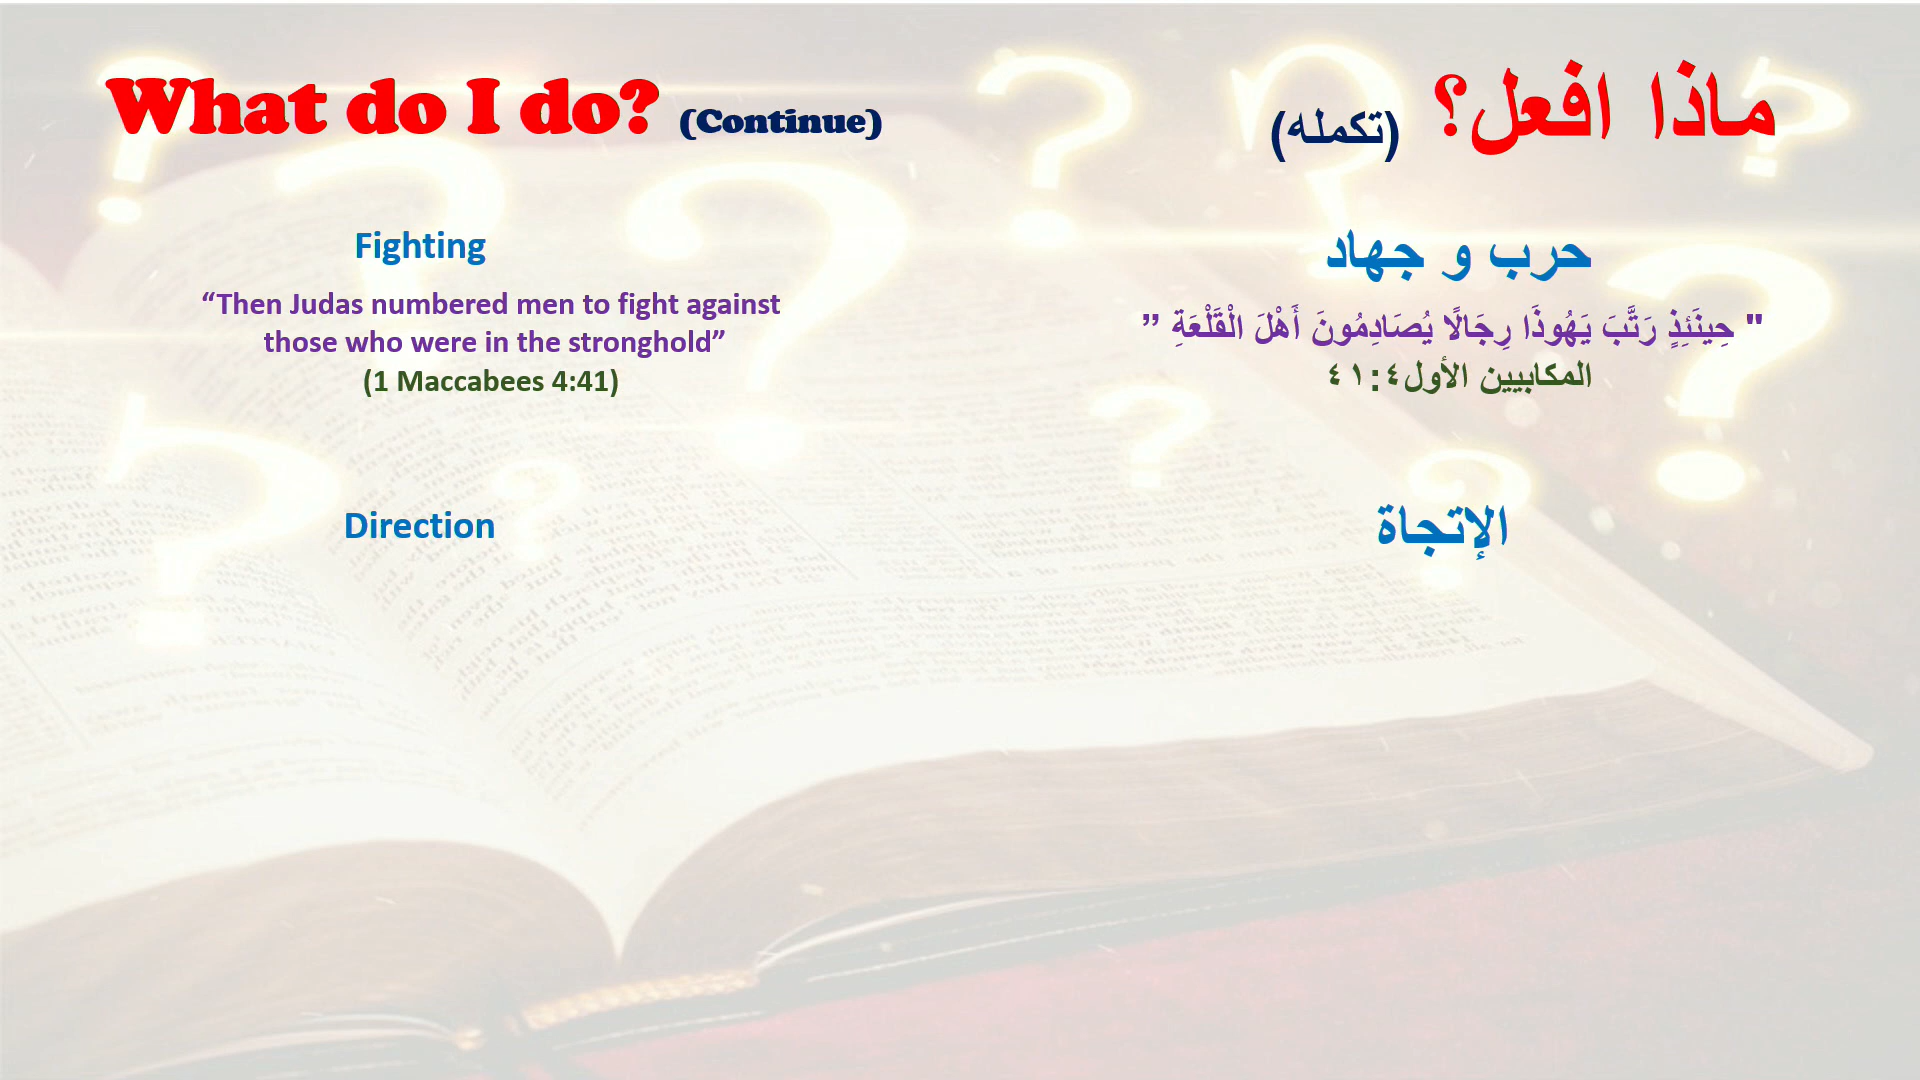 What do I do? (Continue)
ماذا افعل؟ (تكمله)
Fighting
“Then Judas numbered men to fight against
those who were in the stronghold”
(1 Maccabees 4:41)
حرب و جهاد
" حِينَئِذٍ رَتَّبَ يَهُوذَا رِجَالًا يُصَادِمُونَ أَهْلَ الْقَلْعَةِ ”
المكابيين الأول٤ :٤١
Direction
الإتجاة